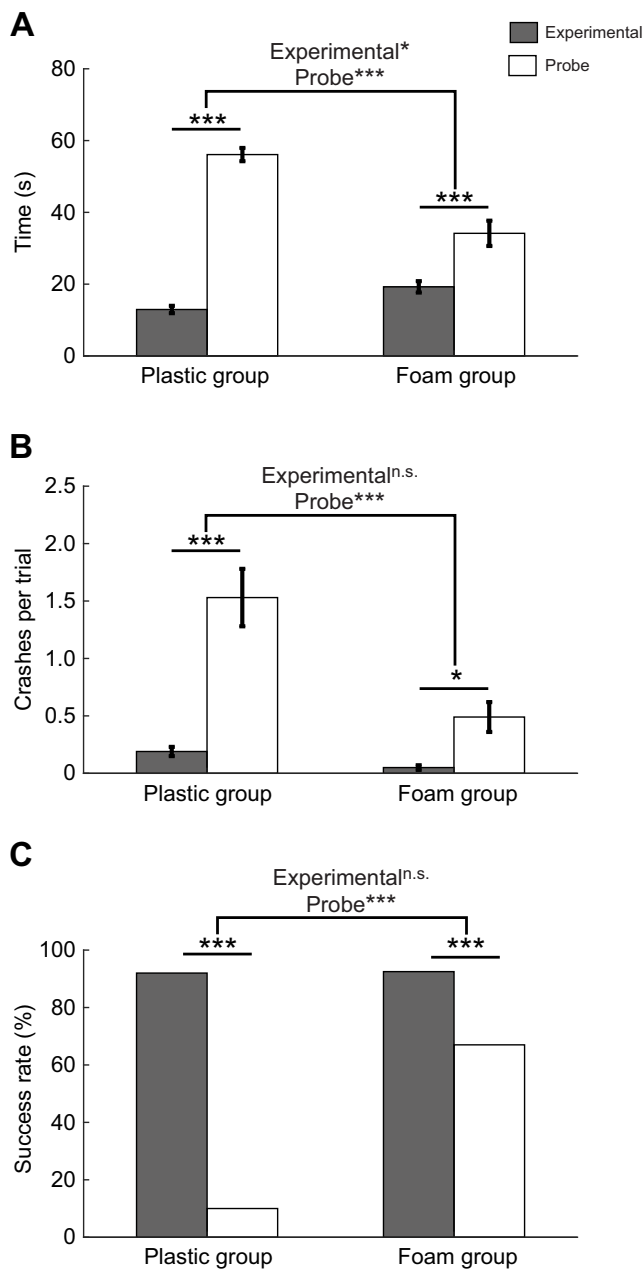 A
Experimental
Probe
Experimental*
Probe***
80
60
40
20
0
Time (s)
***
***
Plastic group
Foam group
B
Experimentaln.s.
Probe***
2.5
2.0
1.5
1.0
0.5
0
Crashes per trial
***
*
Plastic group
Foam group
C
Experimentaln.s.
Probe***
100
80
60
40
20
0
Success rate (%)
***
***
Plastic group
Foam group